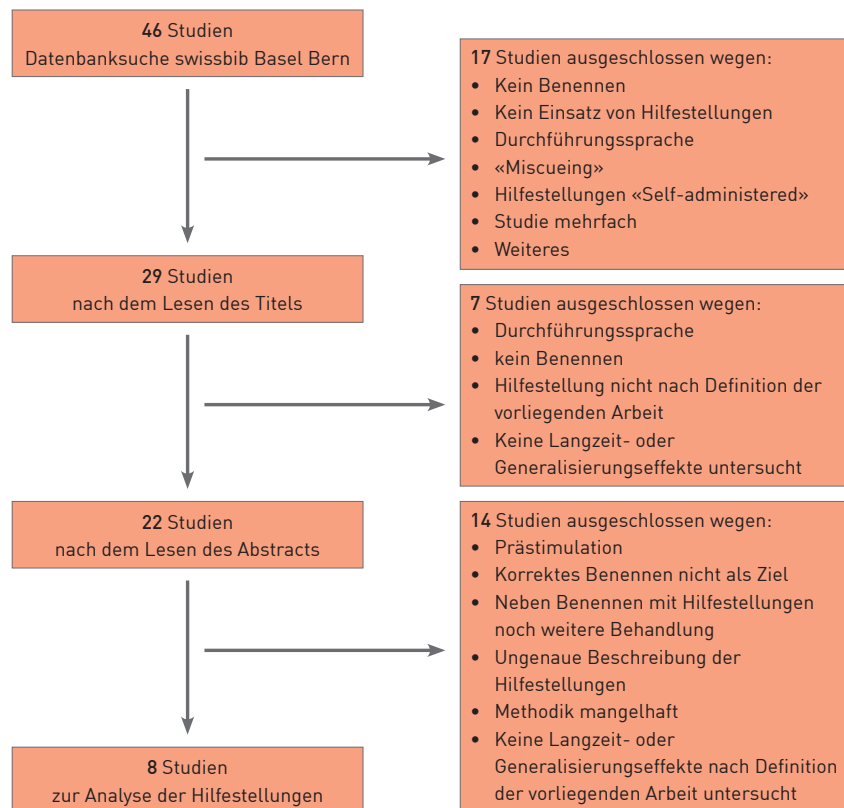 46 Studien
Datenbanksuche swissbib Basel Bern
17 Studien ausgeschlossen wegen:
• Kein Benennen
• Kein Einsatz von Hilfestellungen
• Durchführungssprache
• «Miscueing»
• Hilfestellungen «Self-administered»
• Studie mehrfach
• Weiteres
29 Studien
nach dem Lesen des Titels
7 Studien ausgeschlossen wegen:
• Durchführungssprache
• kein Benennen
• Hilfestellung nicht nach Definition der
vorliegenden Arbeit
• Keine Langzeit- oder
Generalisierungseffekte untersucht
22 Studien
nach dem Lesen des Abstracts
14 Studien ausgeschlossen wegen:
• Prästimulation
• Korrektes Benennen nicht als Ziel
• Neben Benennen mit Hilfestellungen
noch weitere Behandlung
• Ungenaue Beschreibung der
Hilfestellungen
• Methodik mangelhaft
• Keine Langzeit- oder
Generalisierungseffekte nach Definition
der vorliegenden Arbeit untersucht
8 Studien
zur Analyse der Hilfestellungen